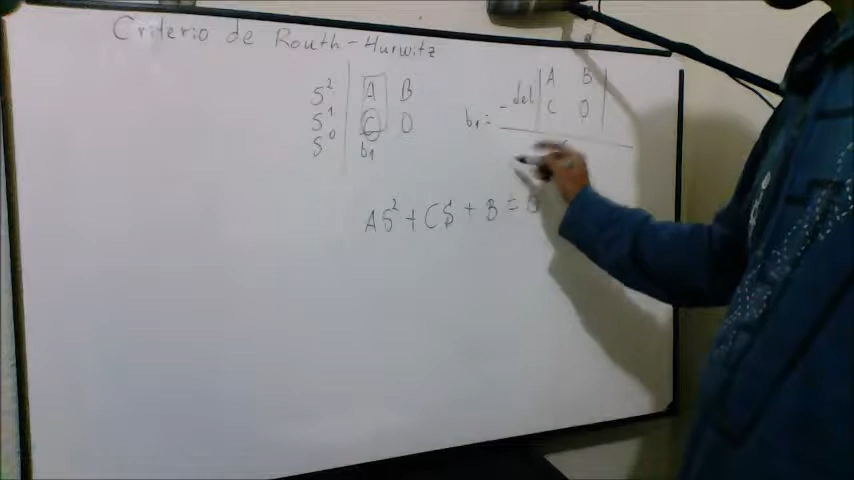 Criterio de Routh-Hurwitz
S² | A B
S¹ | C 0
S⁰ | b₁
b₁ = - det | A B |
| C 0 |
AS² + CS + B = 0